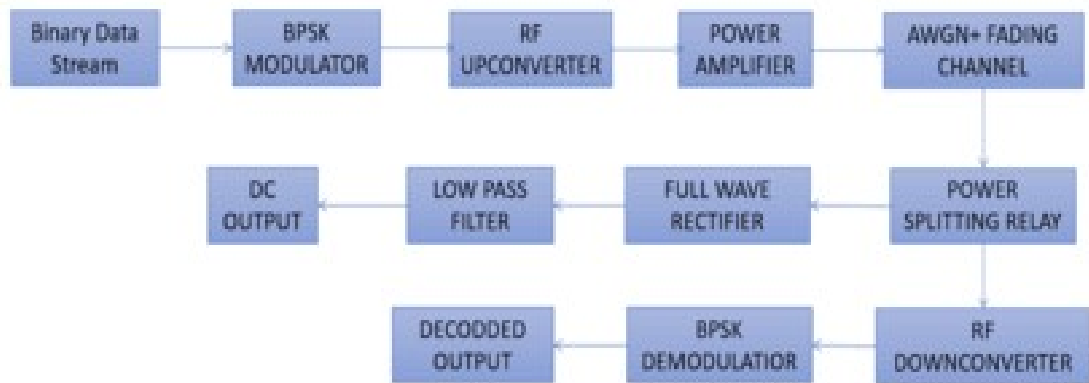 Binary Data
Stream
BPSK
MODULATOR
RF
UPCONVERTER
POWER
AMPLIFIER
AWGN+ FADING
CHANNEL
DC
OUTPUT
LOW PASS
FILTER
FULL WAVE
RECTIFIER
POWER
SPLITTING RELAY
DECODDED
OUTPUT
BPSK
DEMODULATIOR
RF
DOWNCONVERTER